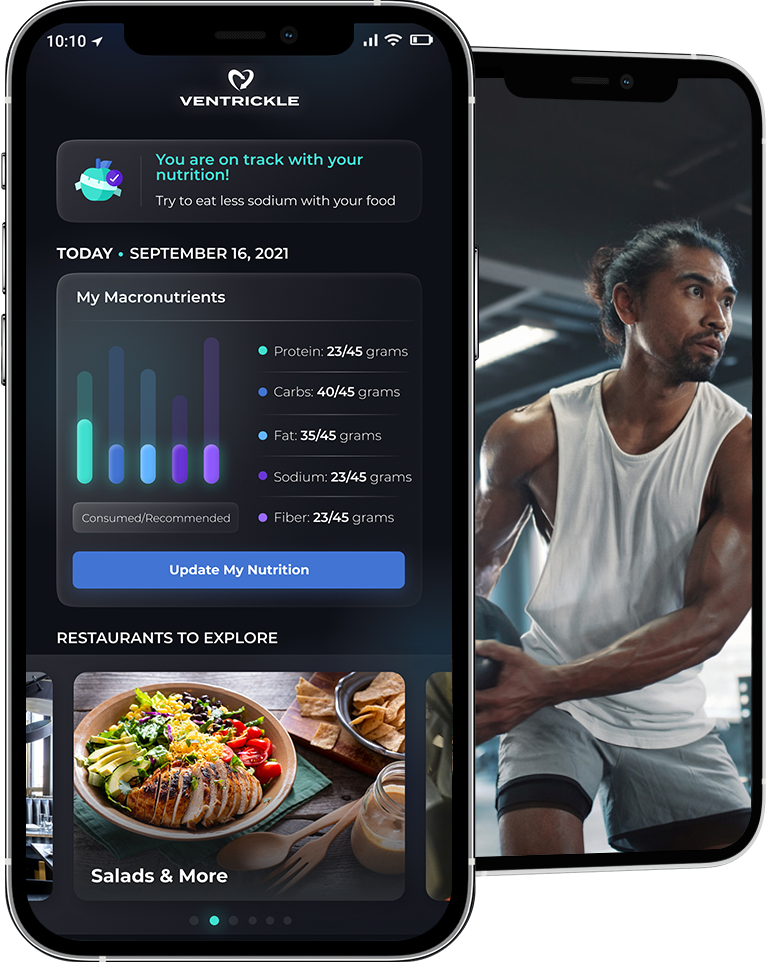 10:10
VENTRICKLE
You are on track with your
nutrition!
Try to eat less sodium with your food
TODAY • SEPTEMBER 16, 2021
My Macronutrients
Protein: 23/45 grams
Carbs: 40/45 grams
Fat: 35/45 grams
Sodium: 23/45 grams
Fiber: 23/45 grams
Consumed/Recommended
Update My Nutrition
RESTAURANTS TO EXPLORE
Salads & More